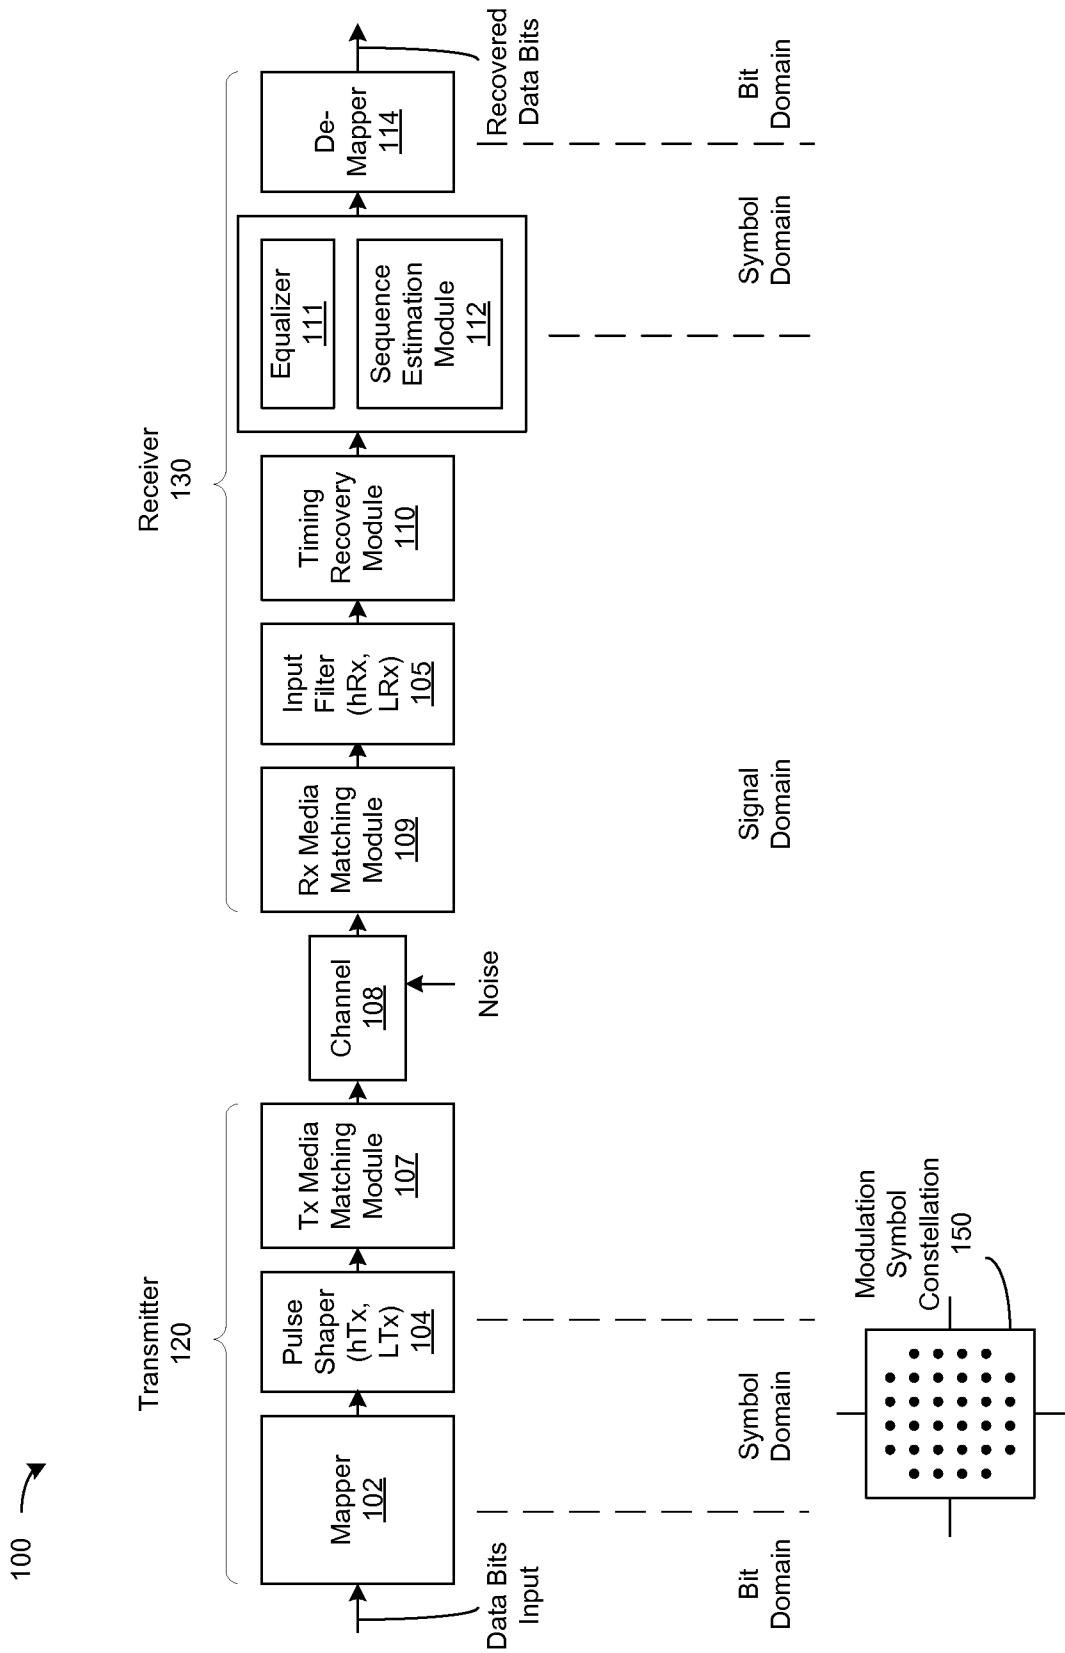 100
Transmitter
120
Receiver
130
Mapper
102
Pulse
Shaper
(hTx,
LTx)
104
Tx Media
Matching
Module
107
Channel
108
Rx Media
Matching
Module
109
Input
Filter
(hRx,
LRx)
105
Timing
Recovery
Module
110
Equalizer
111
Sequence
Estimation
Module
112
De-
Mapper
114
Data Bits
Input
Noise
Recovered
Data Bits
Bit
Domain
Symbol
Domain
Signal
Domain
Symbol
Domain
Bit
Domain
Modulation
Symbol
Constellation
150